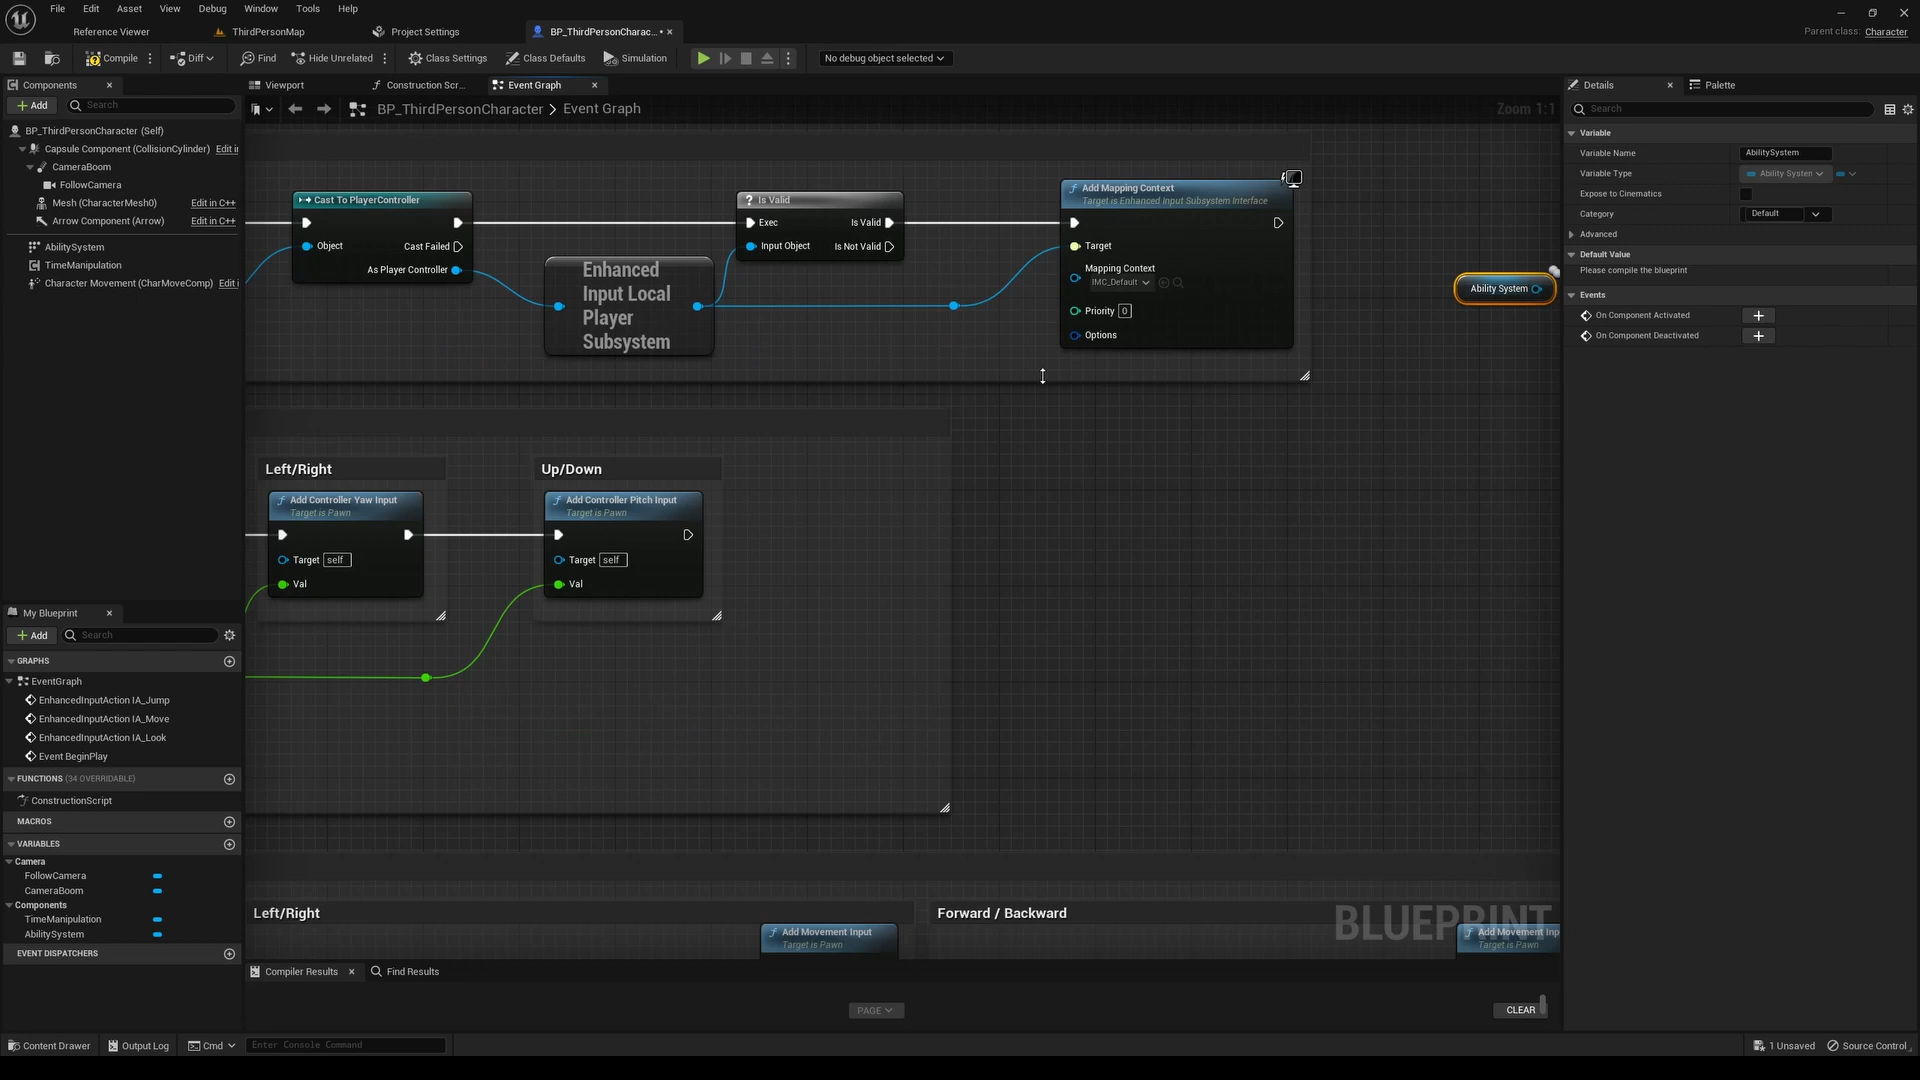 File Edit Asset View Debug Window Tools Help
Reference Viewer ThirdPersonMap Project Settings BP_ThirdPersonCharac... •
Parent class: Character
Compile Diff Find Hide Unrelated Class Settings Class Defaults Simulation No debug object selected
Components
Add Search
BP_ThirdPersonCharacter (Self)
Capsule Component (CollisionCylinder) Edit i
CameraBoom
FollowCamera
Mesh (CharacterMesh0) Edit in C++
Arrow Component (Arrow) Edit in C++
AbilitySystem
TimeManipulation
Character Movement (CharMoveComp) Edit i
Viewport Construction Scr... Event Graph
BP_ThirdPersonCharacter > Event Graph Zoom 1:1
Cast To PlayerController
Object Cast Failed
As Player Controller
Enhanced
Input Local
Player
Subsystem
? Is Valid
Exec Is Valid
Input Object Is Not Valid
f Add Mapping Context
Target is Enhanced Input Subsystem Interface
Target
Mapping Context
IMC_Default
Priority 0
Options
Ability System
Left/Right
f Add Controller Yaw Input
Target is Pawn
Target self
Val
Up/Down
f Add Controller Pitch Input
Target is Pawn
Target self
Val
Left/Right
f Add Movement Input
Target is Pawn
Forward / Backward
BLUEPRINT
f Add Movement Inp
Target is Pawn
My Blueprint
Add Search
GRAPHS
EventGraph
EnhancedInputAction IA_Jump
EnhancedInputAction IA_Move
EnhancedInputAction IA_Look
Event BeginPlay
FUNCTIONS (34 OVERRIDABLE)
ConstructionScript
MACROS
VARIABLES
Camera
FollowCamera
CameraBoom
Components
TimeManipulation
AbilitySystem
EVENT DISPATCHERS
Compiler Results Find Results
PAGE CLEAR
Details Palette
Search
Variable
Variable Name AbilitySystem
Variable Type Ability System
Expose to Cinematics
Category Default
Advanced
Default Value
Please compile the blueprint
Events
On Component Activated
On Component Deactivated
Content Drawer Output Log Cmd Enter Console Command 1 Unsaved Source Control